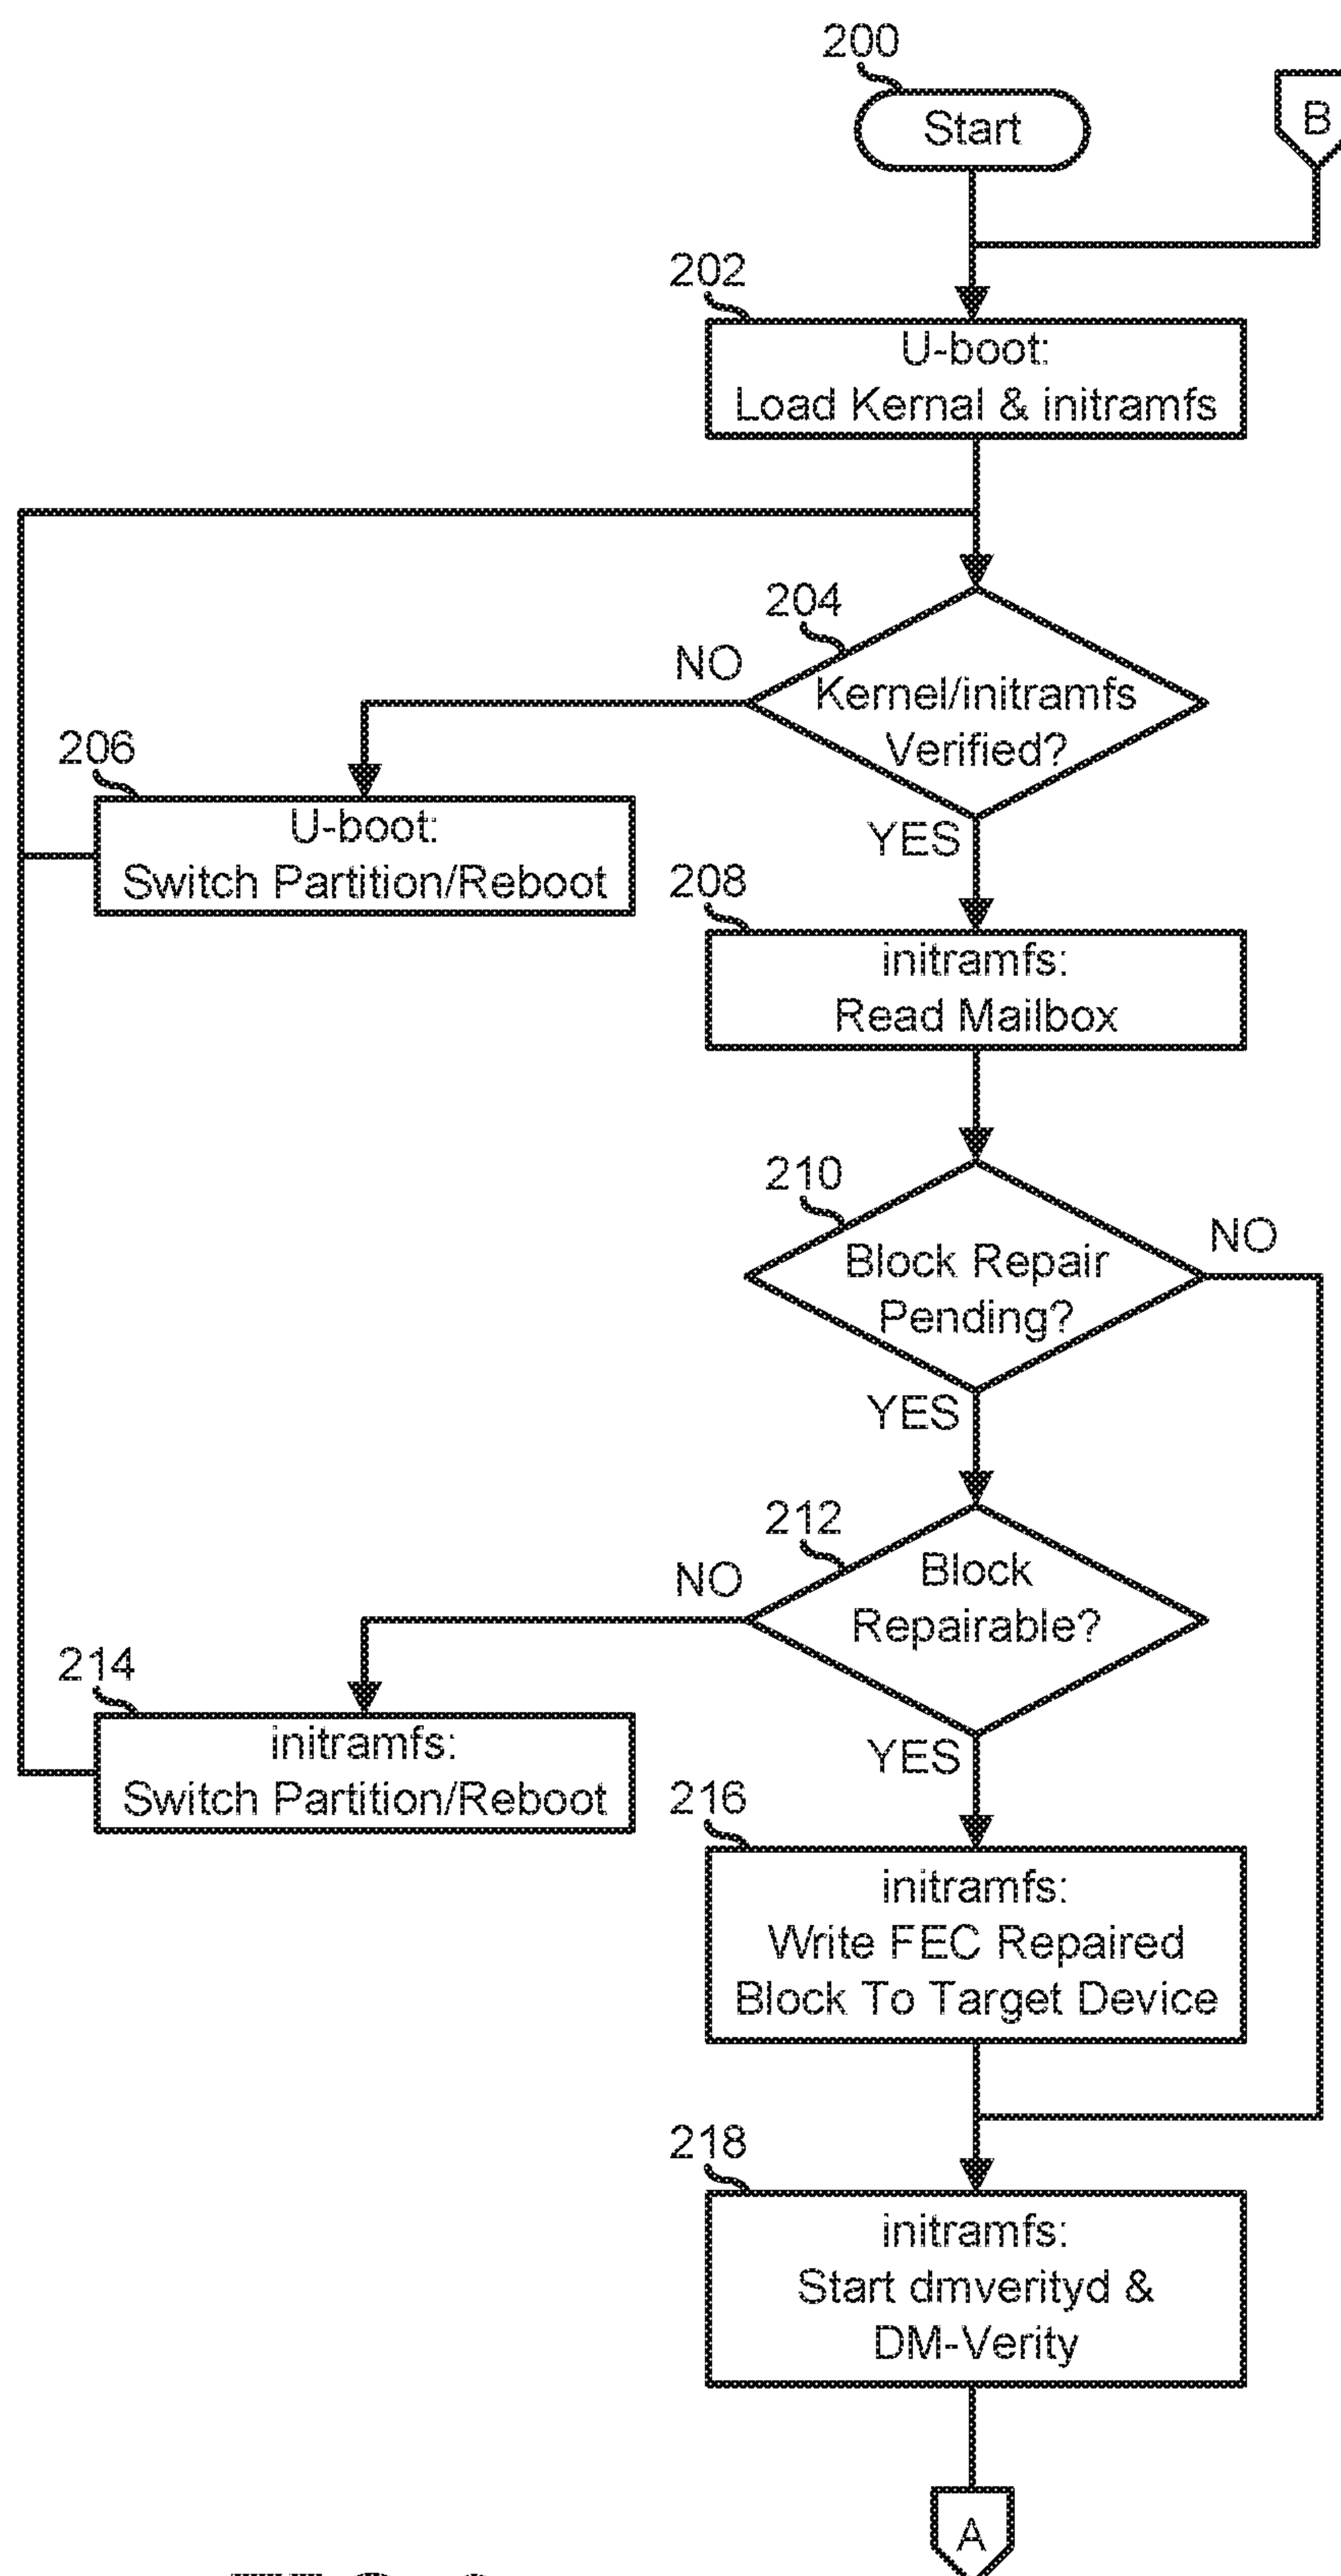 200
Start
B
202
U-boot:
Load Kernal & initramfs
204
NO
Kernel/initramfs
Verified?
YES
206
U-boot:
Switch Partition/Reboot
208
initramfs:
Read Mailbox
210
NO
Block Repair
Pending?
YES
212
NO
Block
Repairable?
YES
214
initramfs:
Switch Partition/Reboot
216
initramfs:
Write FEC Repaired
Block To Target Device
218
initramfs:
Start dmverityd &
DM-Verity
A